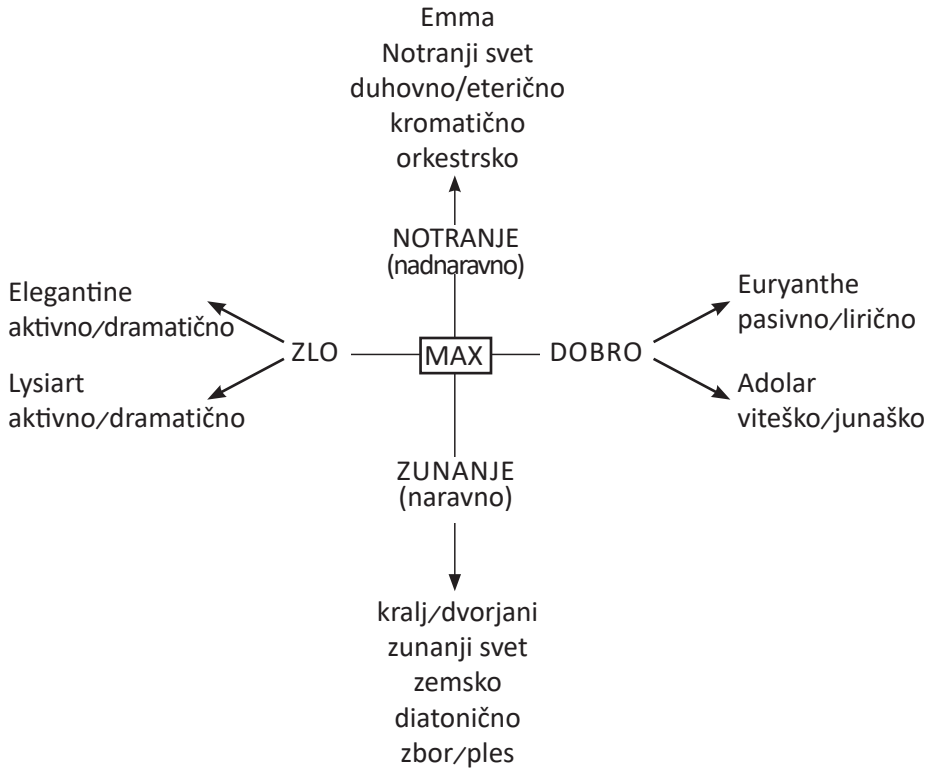 Emma
Notranji svet
duhovno/eterično
kromatično
orkestrsko
NOTRANJE
(nadnaravno)
Elegantine
aktivno/dramatično
Lysiart
aktivno/dramatično
ZLO
MAX
DOBRO
Euryanthe
pasivno/lirično
Adolar
viteško/junaško
ZUNANJE
(naravno)
kralj/dvorjani
zunanji svet
zemsko
diatonično
zbor/ples